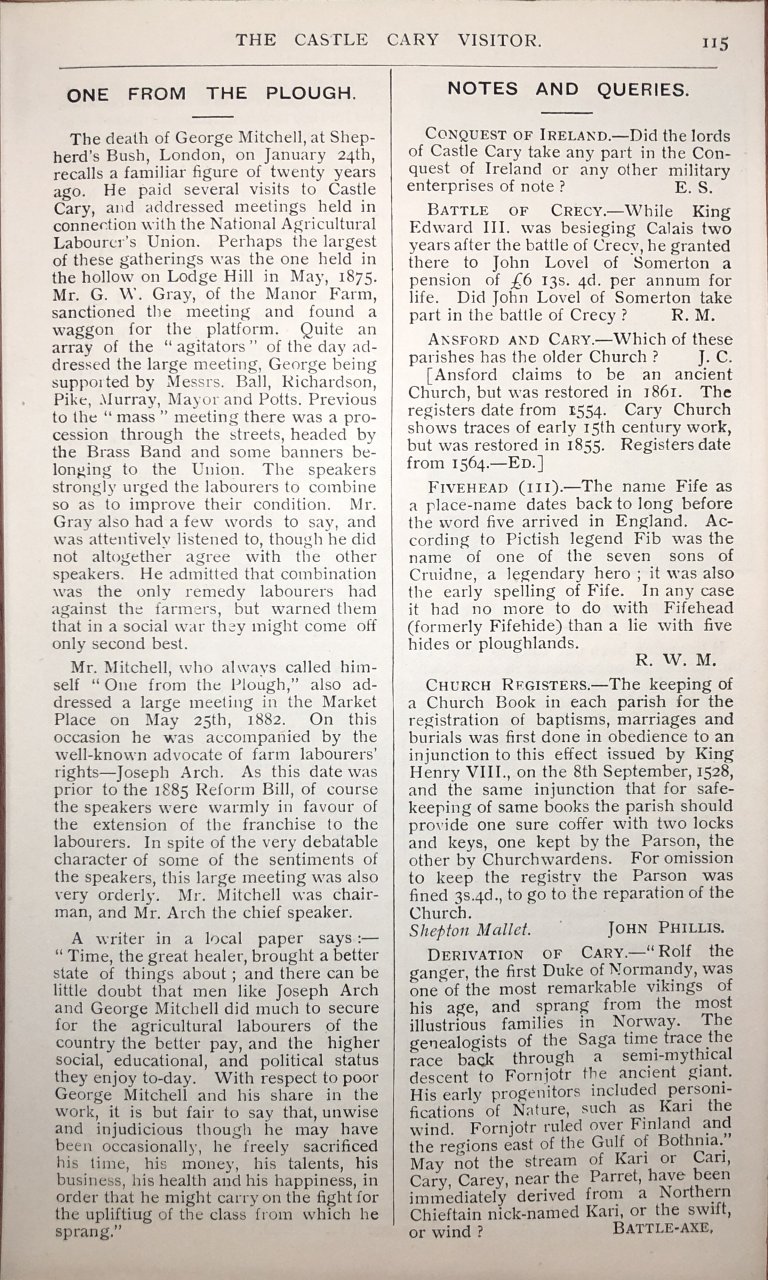 THE CASTLE CARY VISITOR. 115
ONE FROM THE PLOUGH.
The death of George Mitchell, at Shep-
herd's Bush, London, on January 24th,
recalls a familiar figure of twenty years
ago. He paid several visits to Castle
Cary, and addressed meetings held in
connection with the National Agricultural
Labourer's Union. Perhaps the largest
of these gatherings was the one held in
the hollow on Lodge Hill in May, 1875.
Mr. G. W. Gray, of the Manor Farm,
sanctioned the meeting and found a
waggon for the platform. Quite an
array of the "agitators" of the day ad-
dressed the large meeting, George being
supported by Messrs. Ball, Richardson,
Pike, Murray, Mayor and Potts. Previous
to the "mass" meeting there was a pro-
cession through the streets, headed by
the Brass Band and some banners be-
longing to the Union. The speakers
strongly urged the labourers to combine
so as to improve their condition. Mr.
Gray also had a few words to say, and
was attentively listened to, though he did
not altogether agree with the other
speakers. He admitted that combination
was the only remedy labourers had
against the farmers, but warned them
that in a social war they might come off
only second best.
Mr. Mitchell, who always called him-
self "One from the Plough," also ad-
dressed a large meeting in the Market
Place on May 25th, 1882. On this
occasion he was accompanied by the
well-known advocate of farm labourers'
rights—Joseph Arch. As this date was
prior to the 1885 Reform Bill, of course
the speakers were warmly in favour of
the extension of the franchise to the
labourers. In spite of the very debatable
character of some of the sentiments of
the speakers, this large meeting was also
very orderly. Mr. Mitchell was chair-
man, and Mr. Arch the chief speaker.
A writer in a local paper says :—
"Time, the great healer, brought a better
state of things about ; and there can be
little doubt that men like Joseph Arch
and George Mitchell did much to secure
for the agricultural labourers of the
country the better pay, and the higher
social, educational, and political status
they enjoy to-day. With respect to poor
George Mitchell and his share in the
work, it is but fair to say that, unwise
and injudicious though he may have
been occasionally, he freely sacrificed
his time, his money, his talents, his
business, his health and his happiness, in
order that he might carry on the fight for
the upliftiug of the class from which he
sprang."
NOTES AND QUERIES.
CONQUEST OF IRELAND.—Did the lords
of Castle Cary take any part in the Con-
quest of Ireland or any other military
enterprises of note ? E. S.
BATTLE OF CRECY.—While King
Edward III. was besieging Calais two
years after the battle of Crecy, he granted
there to John Lovel of Somerton a
pension of £6 13s. 4d. per annum for
life. Did John Lovel of Somerton take
part in the battle of Crecy ? R. M.
ANSFORD AND CARY.—Which of these
parishes has the older Church ? J. C.
[Ansford claims to be an ancient
Church, but was restored in 1861. The
registers date from 1554. Cary Church
shows traces of early 15th century work,
but was restored in 1855. Registers date
from 1564.—ED.]
FIVEHEAD (111).—The name Fife as
a place-name dates back to long before
the word five arrived in England. Ac-
cording to Pictish legend Fib was the
name of one of the seven sons of
Cruidne, a legendary hero ; it was also
the early spelling of Fife. In any case
it had no more to do with Fifehead
(formerly Fifehide) than a lie with five
hides or ploughlands.
R. W. M.
CHURCH REGISTERS.—The keeping of
a Church Book in each parish for the
registration of baptisms, marriages and
burials was first done in obedience to an
injunction to this effect issued by King
Henry VIII., on the 8th September, 1528,
and the same injunction that for safe-
keeping of same books the parish should
provide one sure coffer with two locks
and keys, one kept by the Parson, the
other by Churchwardens. For omission
to keep the registry the Parson was
fined 3s.4d., to go to the reparation of the
Church.
Shepton Mallet. JOHN PHILLIS.
DERIVATION OF CARY.—"Rolf the
ganger, the first Duke of Normandy, was
one of the most remarkable vikings of
his age, and sprang from the most
illustrious families in Norway. The
genealogists of the Saga time trace the
race back through a semi-mythical
descent to Fornjotr the ancient giant.
His early progenitors included personi-
fications of Nature, such as Kari the
wind. Fornjotr ruled over Finland and
the regions east of the Gulf of Bothnia."
May not the stream of Kari or Cari,
Cary, Carey, near the Parret, have been
immediately derived from a Northern
Chieftain nick-named Kari, or the swift,
or wind ? BATTLE-AXE.